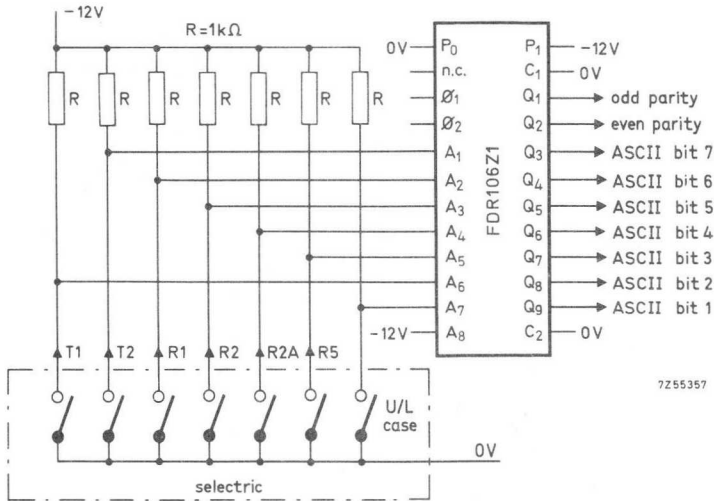 -12V
R=1kΩ
R
R
R
R
R
R
R
0V
P0
n.c.
Ø1
Ø2
A1
A2
A3
A4
A5
A6
A7
-12V
A8
FDR106Z1
P1
-12V
C1
0V
Q1
odd parity
Q2
even parity
Q3
ASCII bit 7
Q4
ASCII bit 6
Q5
ASCII bit 5
Q6
ASCII bit 4
Q7
ASCII bit 3
Q8
ASCII bit 2
Q9
ASCII bit 1
C2
0V
T1
T2
R1
R2
R2A
R5
U/L
case
0V
selectric
7Z55357